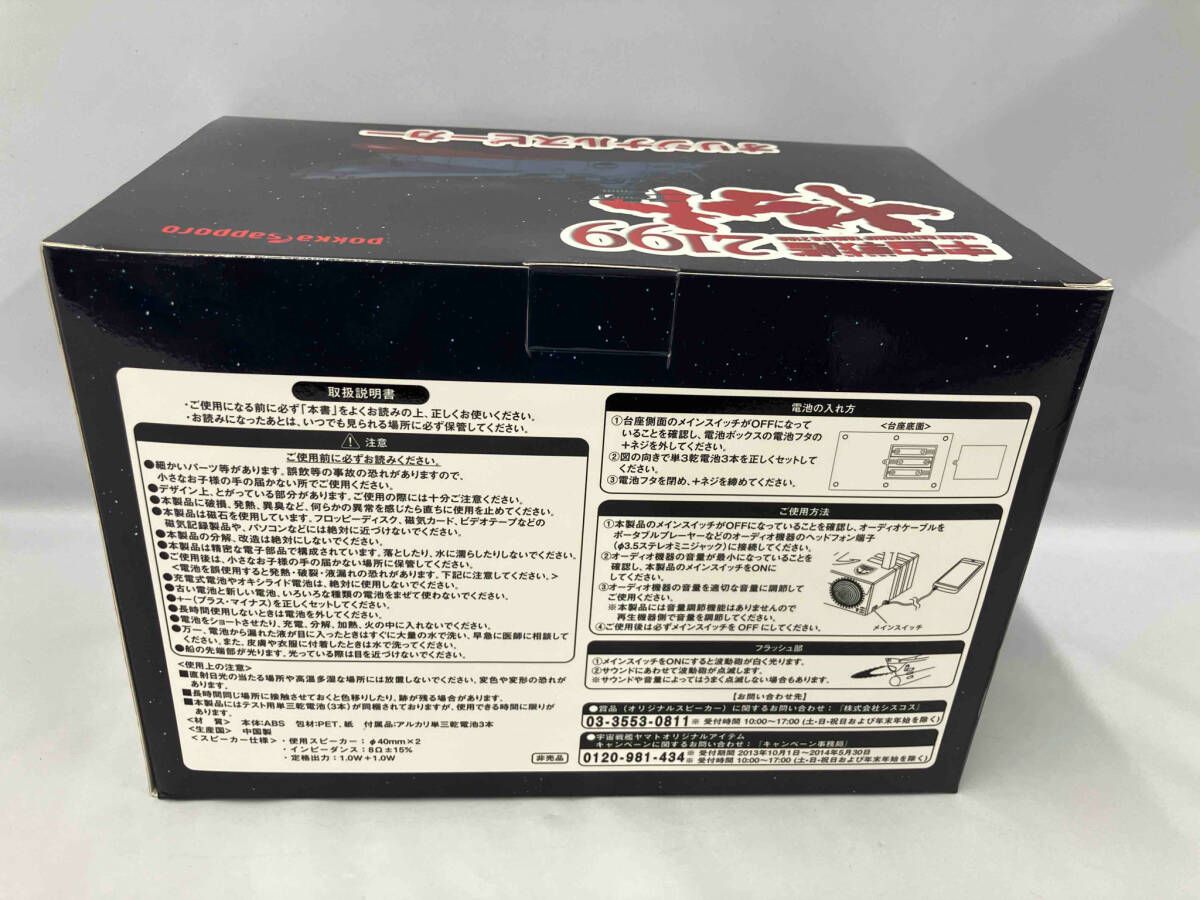 オリジナルスピーカー
宇宙戦艦
ヤマト
2199
pokka sapporo
取扱説明書
・ご使用になる前に必ず「本書」をよくお読みの上、正しくお使いください。
・お読みになったあとは、いつでも見られる場所に必ず保管してください。
注意
ご使用前に必ずお読みください。
●細かいパーツ等があります。誤飲等の事故の恐れがありますので、
小さなお子様の手の届かない所でご使用ください。
●デザイン上、とがっている部分があります。ご使用の際には十分ご注意ください。
●本製品に破損、発熱、異臭など、何らかの異常を感じたら直ちに使用を止めてください。
●本製品は磁石を使用しています。フロッピーディスク、磁気カード、ビデオテープなどの
磁気記録製品や、パソコンなどには絶対に近づけないでください。
●本製品の分解、改造は絶対にしないでください。
●本製品は精密な電子部品で構成されています。落としたり、水に濡らしたりしないでください。
●ご使用後は、小さなお子様の手の届かない場所に保管してください。
<電池を誤使用すると発熱・破裂・液漏れの恐れがあります。下記に注意してください。>
●充電式電池やオキシライド電池は、絶対に使用しないでください。
●古い電池と新しい電池、いろいろな種類の電池をまぜて使わないでください。
●+−(プラス・マイナス)を正しくセットしてください。
●長時間使用しないときは電池を外してください。
●電池をショートさせたり、充電、分解、加熱、火の中に入れないでください。
●万一、電池から漏れた液が目に入ったときはすぐに大量の水で洗い、早急に医師に相談して
ください。また、皮膚や衣服に付着したときは水で洗ってください。
●船の先端部が光ります。光っている際は目を近づけないでください。
<使用上の注意>
■直射日光の当たる場所や高温多湿な場所には放置しないでください。変色や変形の恐れが
あります。
■長時間同じ場所に接触させておくと色移りしたり、跡が残る場合があります。
■本製品にはテスト用単三乾電池(3本)が同梱されておりますが、使用できる時間に限りが
あります。
<材 質> 本体:ABS 包材:PET、紙 付属品:アルカリ単三乾電池3本
<生産国> 中国製
<スピーカー仕様>・使用スピーカー:φ40mm×2
・インピーダンス:8Ω±15%
・定格出力:1.0W+1.0W
非売品
電池の入れ方
①台座側面のメインスイッチがOFFになって
いることを確認し、電池ボックスの電池フタの
+ネジを外してください。
②図の向きで単3乾電池3本を正しくセットして
ください。
③電池フタを閉め、+ネジを締めてください。
<台座底面>
ご使用方法
①本製品のメインスイッチがOFFになっていることを確認し、オーディオケーブルを
ポータブルプレーヤーなどのオーディオ機器のヘッドフォン端子
(φ3.5ステレオミニジャック)に接続してください。
②オーディオ機器の音量が最小になっていることを
確認し、本製品のメインスイッチをONに
してください。
③オーディオ機器の音量を適切な音量に調節して
ご使用ください。
※本製品には音量調節機能はありませんので
再生機器側で音量を調節してください。
④ご使用後は必ずメインスイッチをOFFにしてください。
メインスイッチ
フラッシュ部
①メインスイッチをONにすると波動砲が白く光ります。
②サウンドにあわせて波動砲が点滅します。
※サウンドや音量によってはうまく点滅しない場合もあります。
【お問い合わせ先】
●賞品(オリジナルスピーカー)に関するお問い合わせ:「株式会社シスコス」
03-3553-0811 ※受付時間 10:00〜17:00 (土・日・祝日および年末年始を除く)
●宇宙戦艦ヤマトオリジナルアイテム
キャンペーンに関するお問い合わせ:「キャンペーン事務局」
0120-981-434 ※受付期間 2013年10月1日〜2014年5月30日
※受付時間 10:00〜17:00 (土・日・祝日および年末年始を除く)